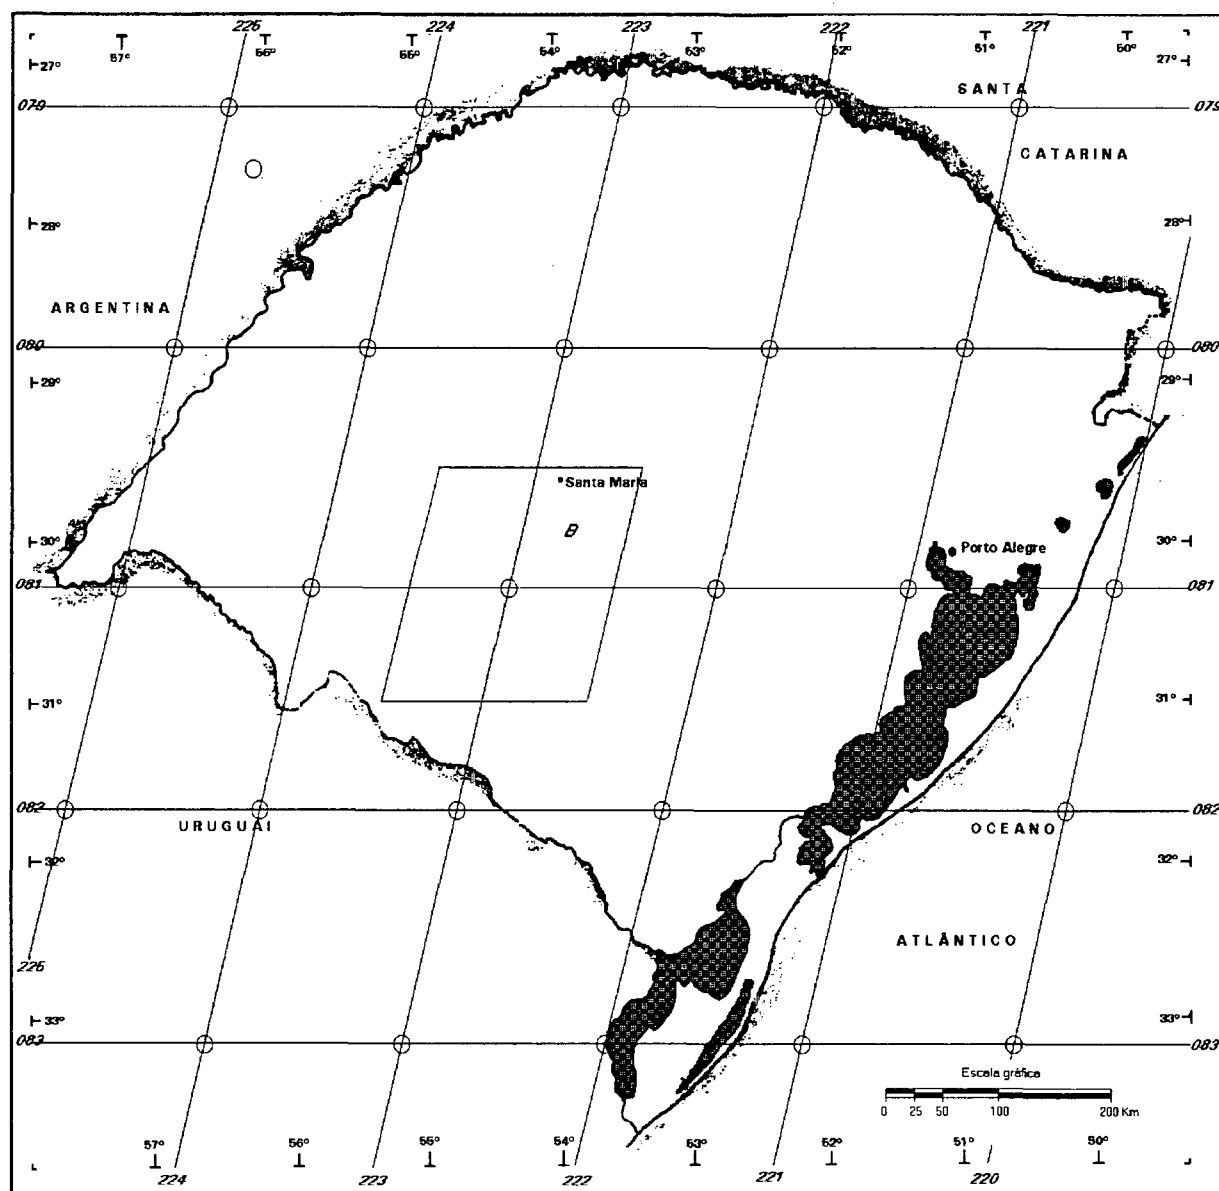 226 224 223 222 221
57° 56° 55° 54° 53° 52° 51° 50°
27° 27°
SANTA
079 079
CATARINA
28° 28°
ARGENTINA
080 080
29° 29°
Santa Maria
B
30° Porto Alegre 30°
081 081
31° 31°
082 082
URUGUAI OCEANO
32° 32°
ATLÂNTICO
225
33° 33°
083 083
Escala gráfica
0 25 50 100 200 Km
57° 56° 55° 54° 53° 52° 51° 50°
224 223 222 221 220